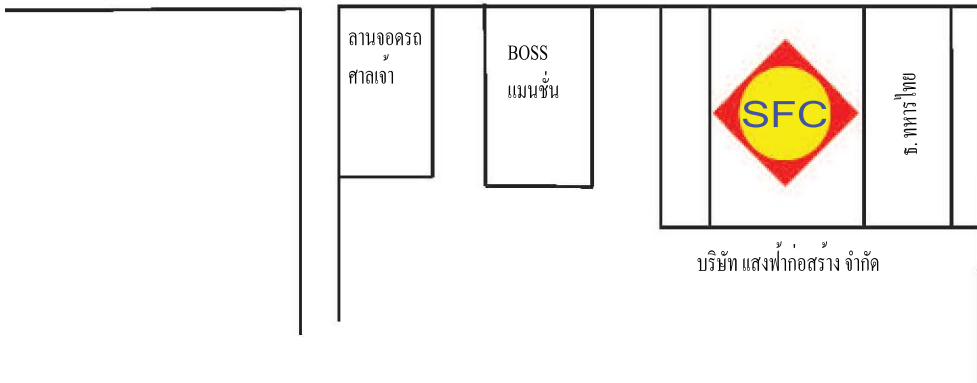 ลานจอดรถ
ศาลเจ้า
BOSS
แมนชั่น
SFC
ธ. ทหารไทย
บริษัท แสงฟ้าก่อสร้าง จำกัด